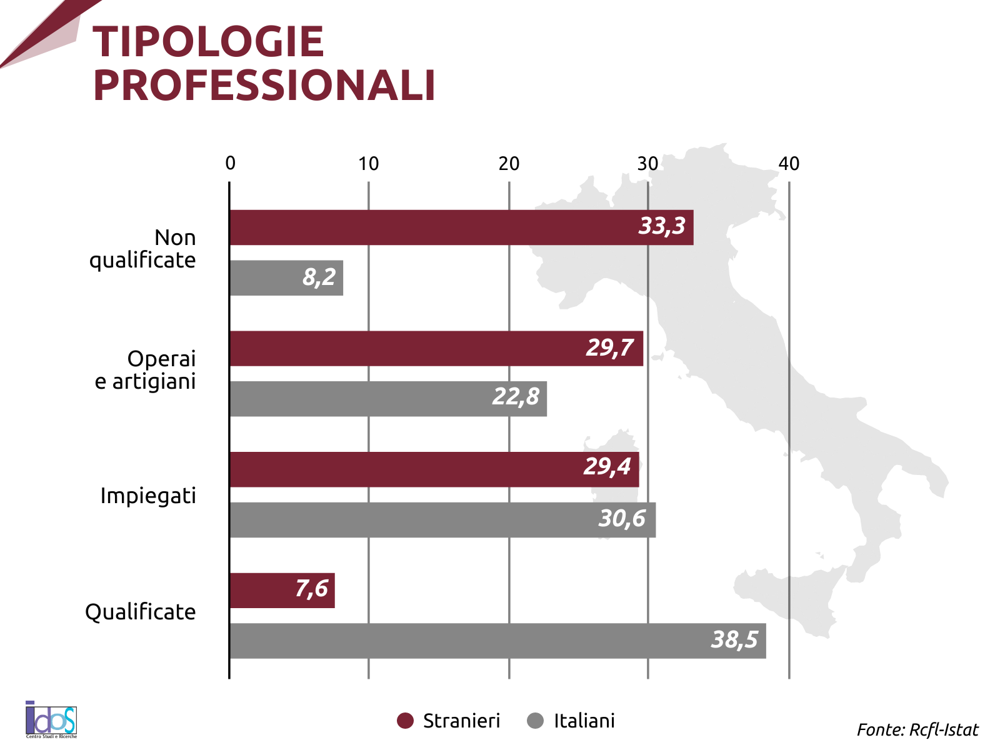 TIPOLOGIE
PROFESSIONALI
0 10 20 30 40
Non
qualificate
33,3
8,2
Operai
e artigiani
29,7
22,8
Impiegati
29,4
30,6
Qualificate
7,6
38,5
Stranieri Italiani
idos
Centro Studi e Ricerche
Fonte: Rcfl-Istat